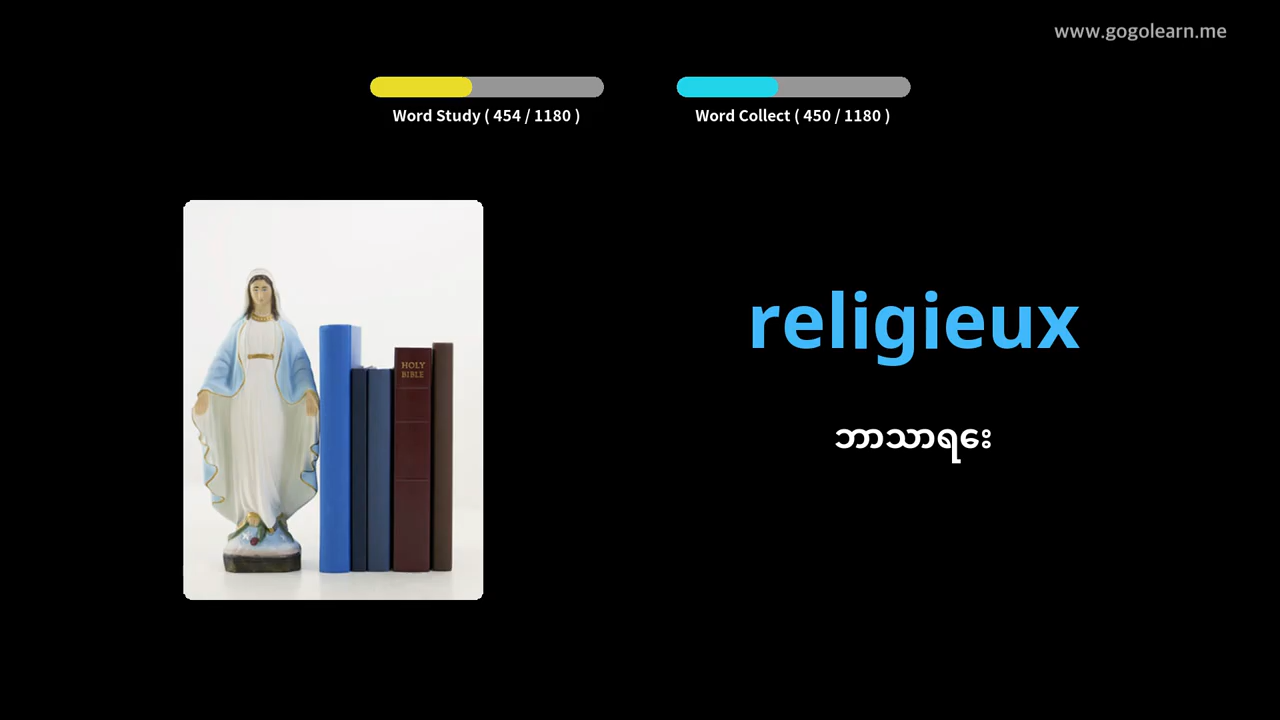 www.gogolearn.me
Word Study ( 454 / 1180 )
Word Collect ( 450 / 1180 )
HOLY
BIBLE
religieux
ဘာသာရေး